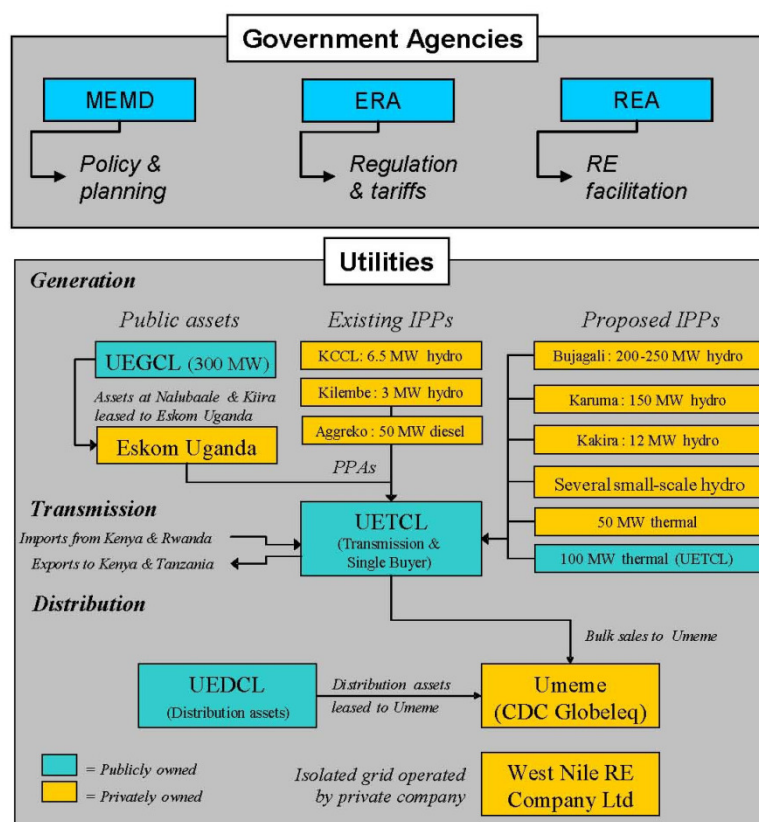 Government Agencies
MEMD
ERA
REA
Policy &
planning
Regulation
& tariffs
RE
facilitation
Utilities
Generation
Public assets
Existing IPPs
Proposed IPPs
UEGCL (300 MW)
KCCL: 6.5 MW hydro
Bujagali: 200-250 MW hydro
Assets at Nalubaale & Kiira
leased to Eskom Uganda
Kilembe: 3 MW hydro
Karuma: 150 MW hydro
Eskom Uganda
Aggreko: 50 MW diesel
Kakira: 12 MW hydro
PPAs
Several small-scale hydro
Transmission
UETCL
(Transmission &
Single Buyer)
50 MW thermal
Imports from Kenya & Rwanda
Exports to Kenya & Tanzania
100 MW thermal (UETCL)
Distribution
Bulk sales to Umeme
UEDCL
(Distribution assets)
Distribution assets
leased to Umeme
Umeme
(CDC Globeleq)
= Publicly owned
= Privately owned
Isolated grid operated
by private company
West Nile RE
Company Ltd